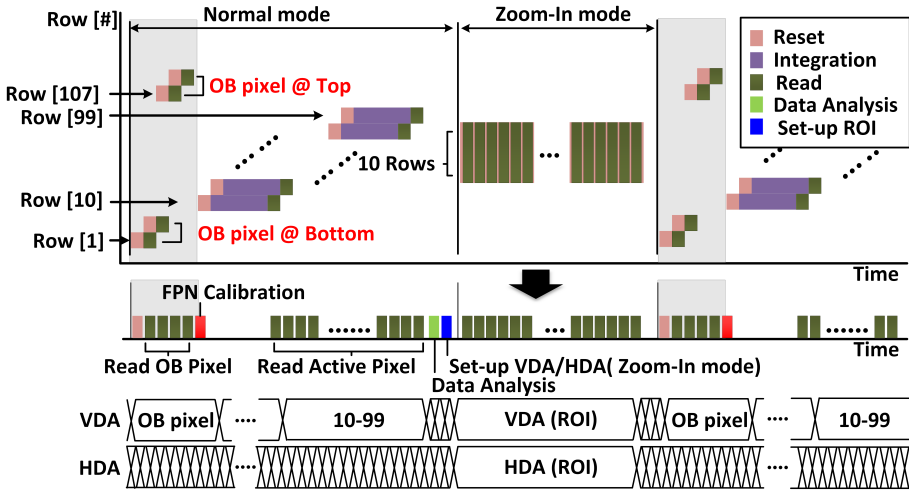 Row [#]
Normal mode
Zoom-In mode
Reset
Integration
Read
Data Analysis
Set-up ROI
OB pixel @ Top
Row [107]
Row [99]
10 Rows
Row [10]
OB pixel @ Bottom
Row [1]
Time
FPN Calibration
Time
Read OB Pixel
Read Active Pixel
Set-up VDA/HDA( Zoom-In mode)
Data Analysis
VDA
OB pixel
10-99
VDA (ROI)
OB pixel
10-99
HDA
HDA (ROI)